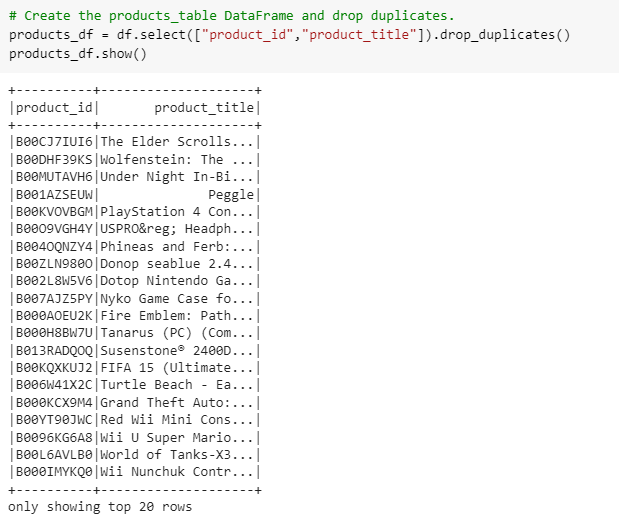 # Create the products_table DataFrame and drop duplicates.
products_df = df.select(["product_id","product_title"]).drop_duplicates()
products_df.show()
+----------+--------------------+
|product_id|       product_title|
+----------+--------------------+
|B00CJ7IUI6|The Elder Scrolls...|
|B00DHF39KS|Wolfenstein: The ...|
|B00MUTAVH6|Under Night In-Bi...|
|B001AZSEUW|              Peggle|
|B00KVOVBGM|PlayStation 4 Con...|
|B009VGH4Y|USPRO&reg; Headph...|
|B004OQNZY4|Phineas and Ferb:...|
|B00ZLN980O|Donop seablue 2.4...|
|B002L8W5V6|Dotop Nintendo Ga...|
|B007AJZ5PY|Nyko Game Case fo...|
|B000AOEU2K|Fire Emblem: Path...|
|B000H8BW7U|Tanarus (PC) (Com...|
|B013RADQOQ|Susenstone® 2400D...|
|B00KQXKUJ2|FIFA 15 (Ultimate...|
|B006W41X2C|Turtle Beach - Ea...|
|B000KCX9M4|Grand Theft Auto:...|
|B00YT90JWC|Red Wii Mini Cons...|
|B0096KG6A8|Wii U Super Mario...|
|B00L6AVLB0|World of Tanks-X3...|
|B000IMYKQ0|Wii Nunchuk Contr...|
+----------+--------------------+
only showing top 20 rows